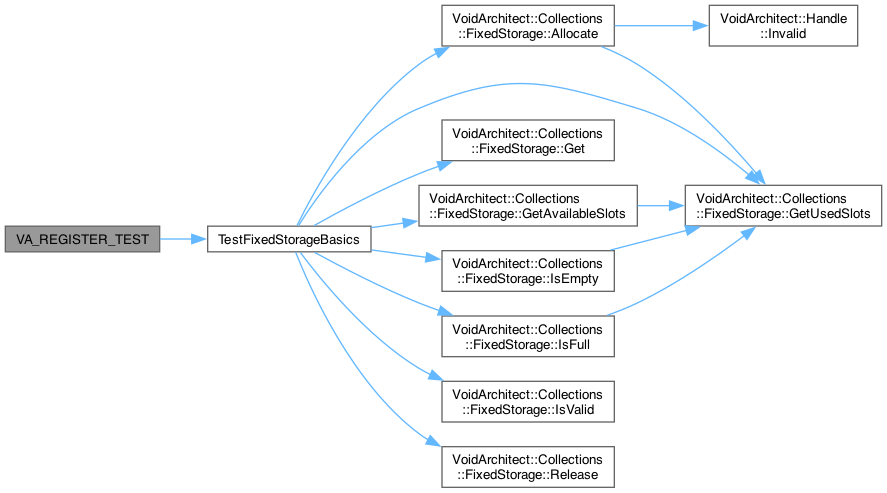 VA_REGISTER_TEST
TestFixedStorageBasics
VoidArchitect::Collections
::FixedStorage::Allocate
VoidArchitect::Handle
::Invalid
VoidArchitect::Collections
::FixedStorage::Get
VoidArchitect::Collections
::FixedStorage::GetAvailableSlots
VoidArchitect::Collections
::FixedStorage::GetUsedSlots
VoidArchitect::Collections
::FixedStorage::IsEmpty
VoidArchitect::Collections
::FixedStorage::IsFull
VoidArchitect::Collections
::FixedStorage::IsValid
VoidArchitect::Collections
::FixedStorage::Release